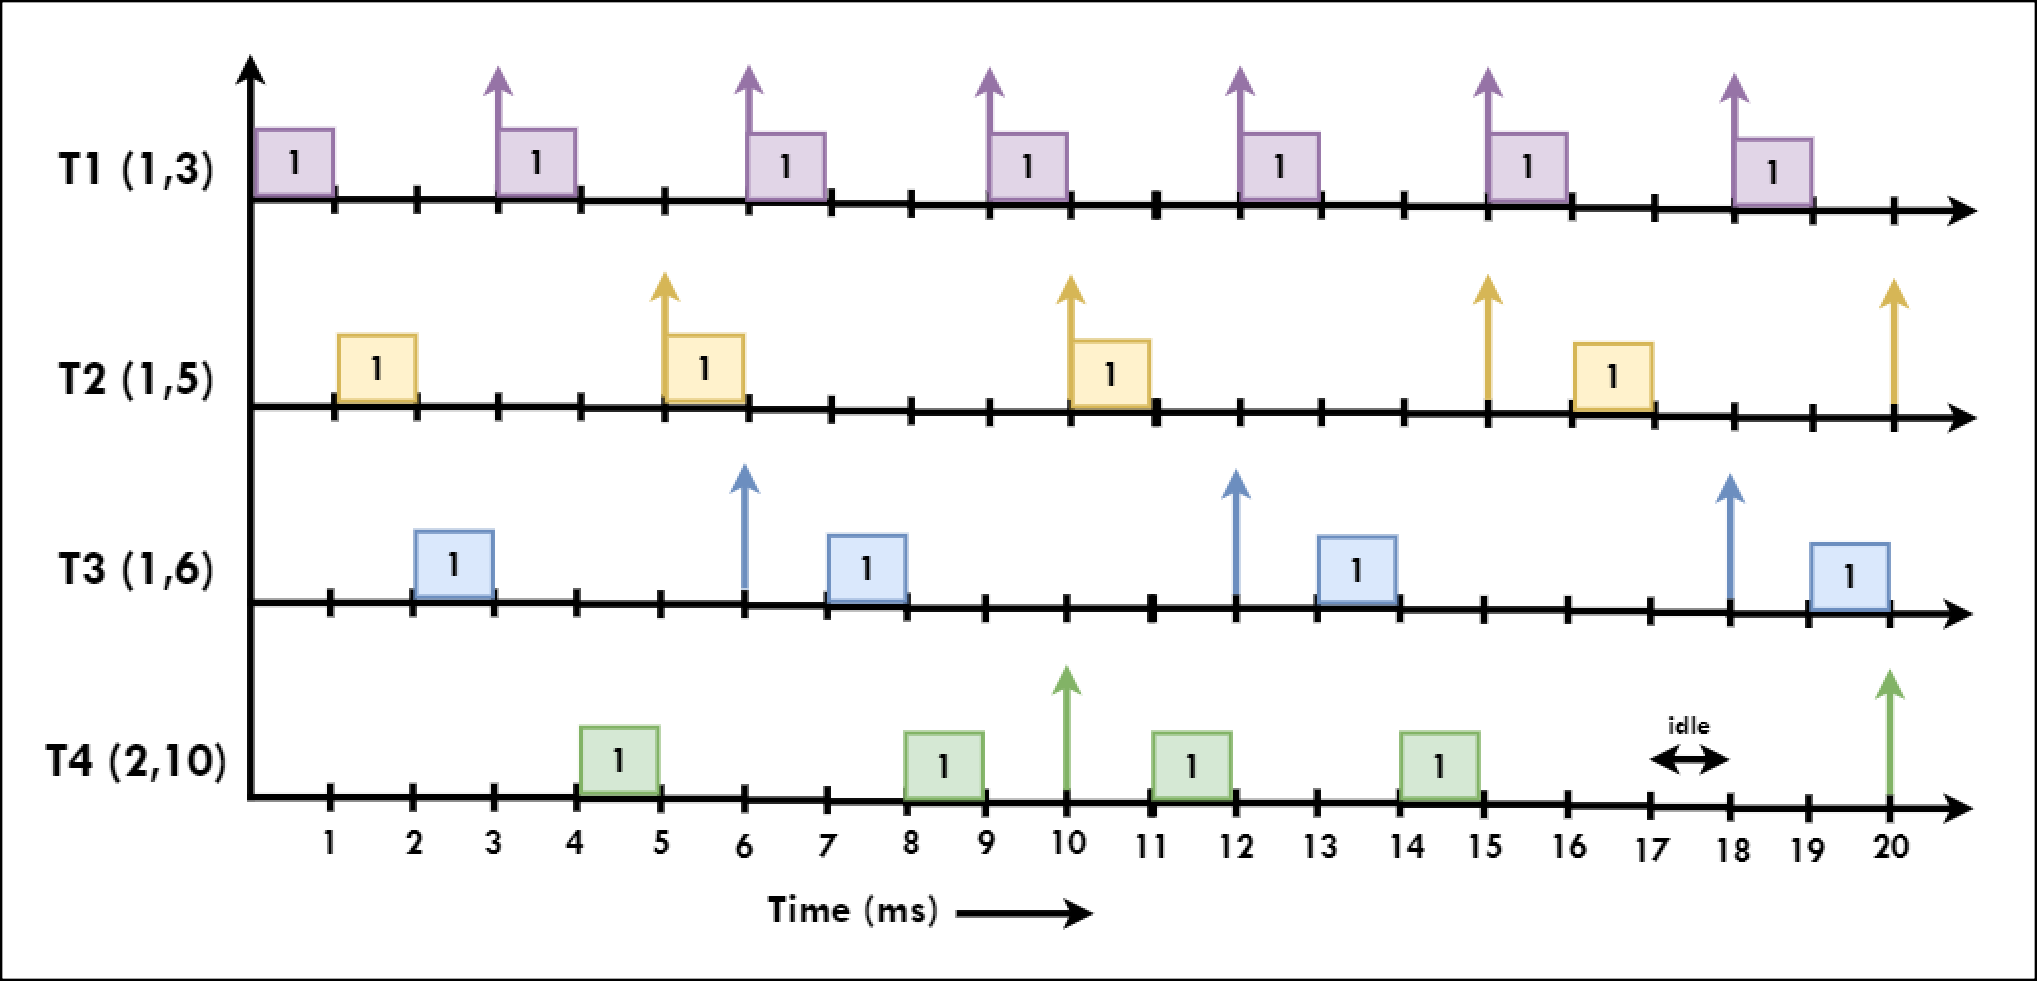 T1 (1,3)
1 1 1 1 1 1 1
T2 (1,5)
1 1 1 1
T3 (1,6)
1 1 1 1
T4 (2,10)
1 1 1 1
idle
1 2 3 4 5 6 7 8 9 10 11 12 13 14 15 16 17 18 19 20
Time (ms)